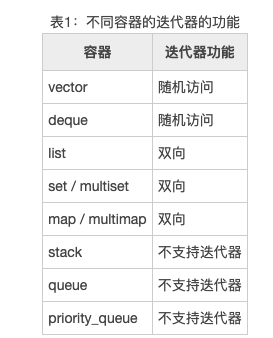 表1：不同容器的迭代器的功能
容器 迭代器功能
vector 随机访问
deque 随机访问
list 双向
set / multiset 双向
map / multimap 双向
stack 不支持迭代器
queue 不支持迭代器
priority_queue 不支持迭代器